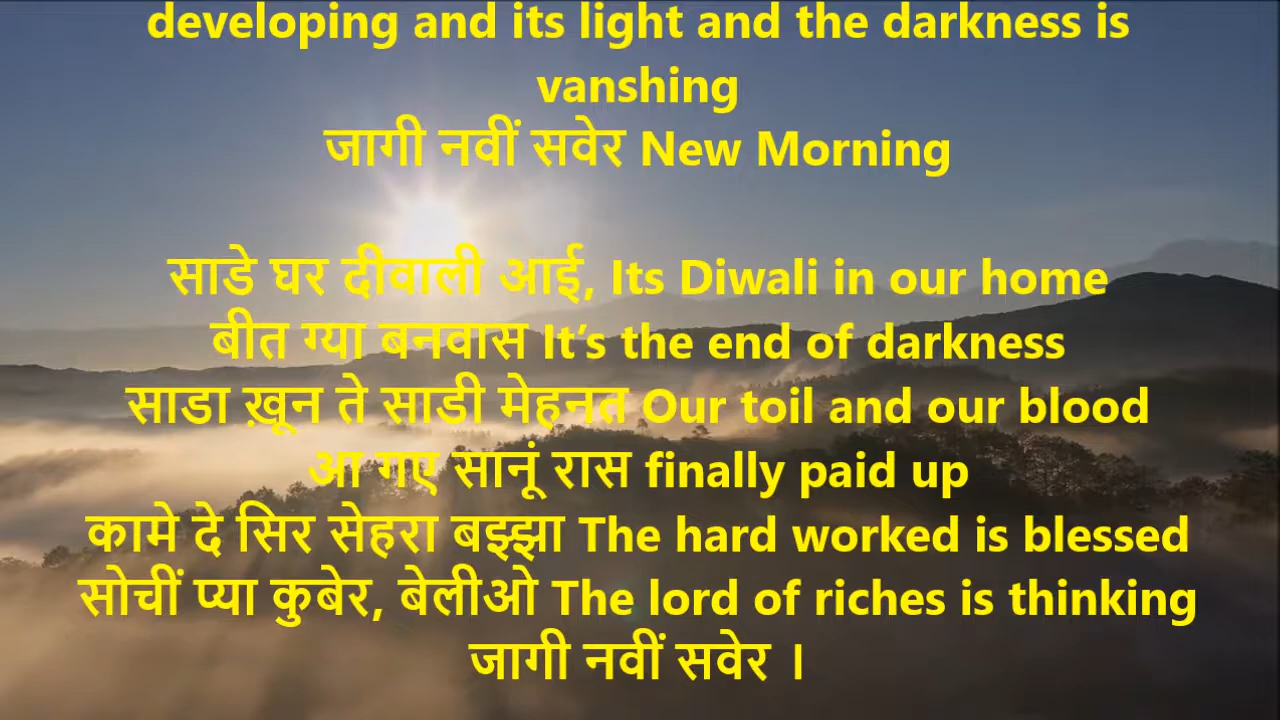 developing and its light and the darkness is
vanshing
जागी नवीं सवेर New Morning
साडे घर दीवाली आई, Its Diwali in our home
बीत ग्या बनवास It’s the end of darkness
साडा ख़ून ते साडी मेहनत Our toil and our blood
आ गए सानूं रास finally paid up
कामे दे सिर सेहरा बझ्झा The hard worked is blessed
सोचीं प्या कुबेर, बेलीओ The lord of riches is thinking
जागी नवीं सवेर ।